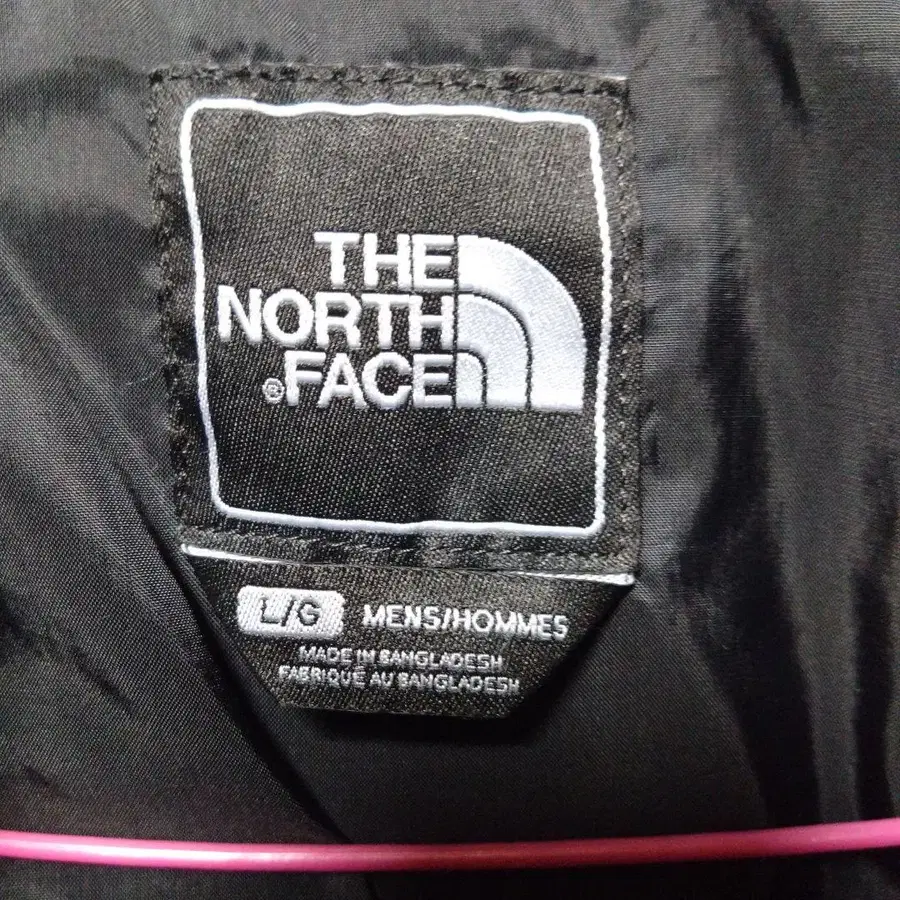 THE
NORTH
® FACE
L/G MENS/HOMMES
MADE IN BANGLADESH
FABRIQUÉ AU BANGLADESH